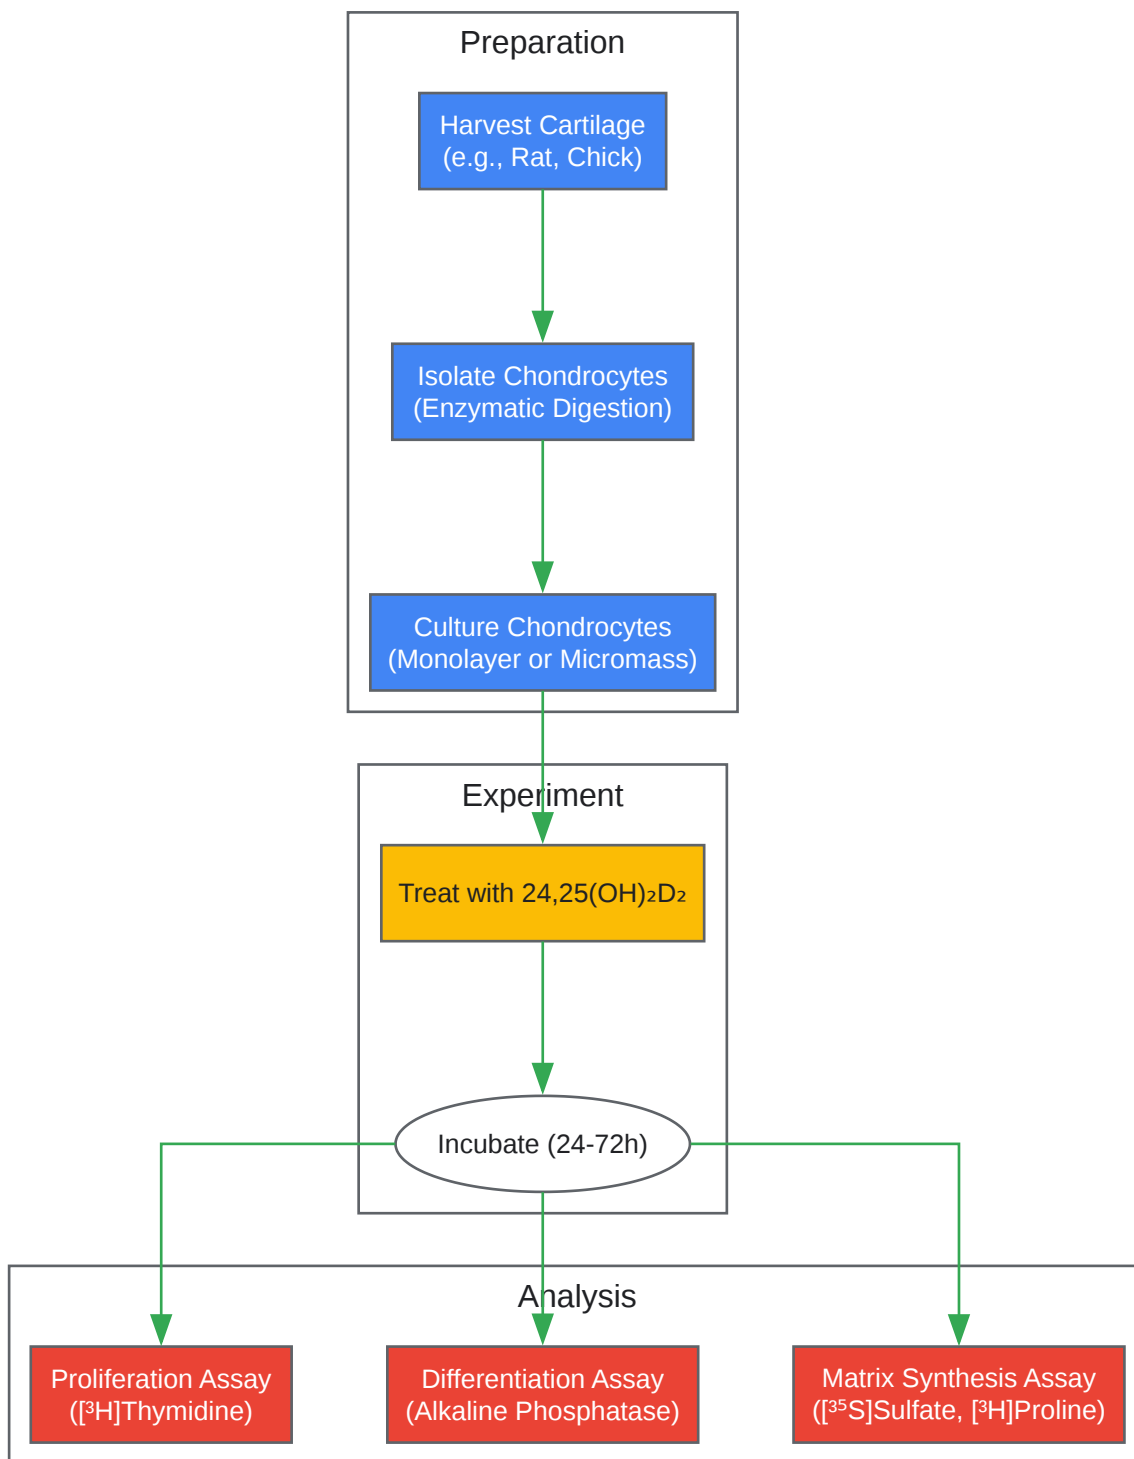 Preparation
Harvest Cartilage
(e.g., Rat, Chick)
Isolate Chondrocytes
(Enzymatic Digestion)
Culture Chondrocytes
(Monolayer or Micromass)
Experiment
Treat with 24,25(OH)₂D₂
Incubate (24-72h)
Analysis
Proliferation Assay
([³H]Thymidine)
Differentiation Assay
(Alkaline Phosphatase)
Matrix Synthesis Assay
([³⁵S]Sulfate, [³H]Proline)